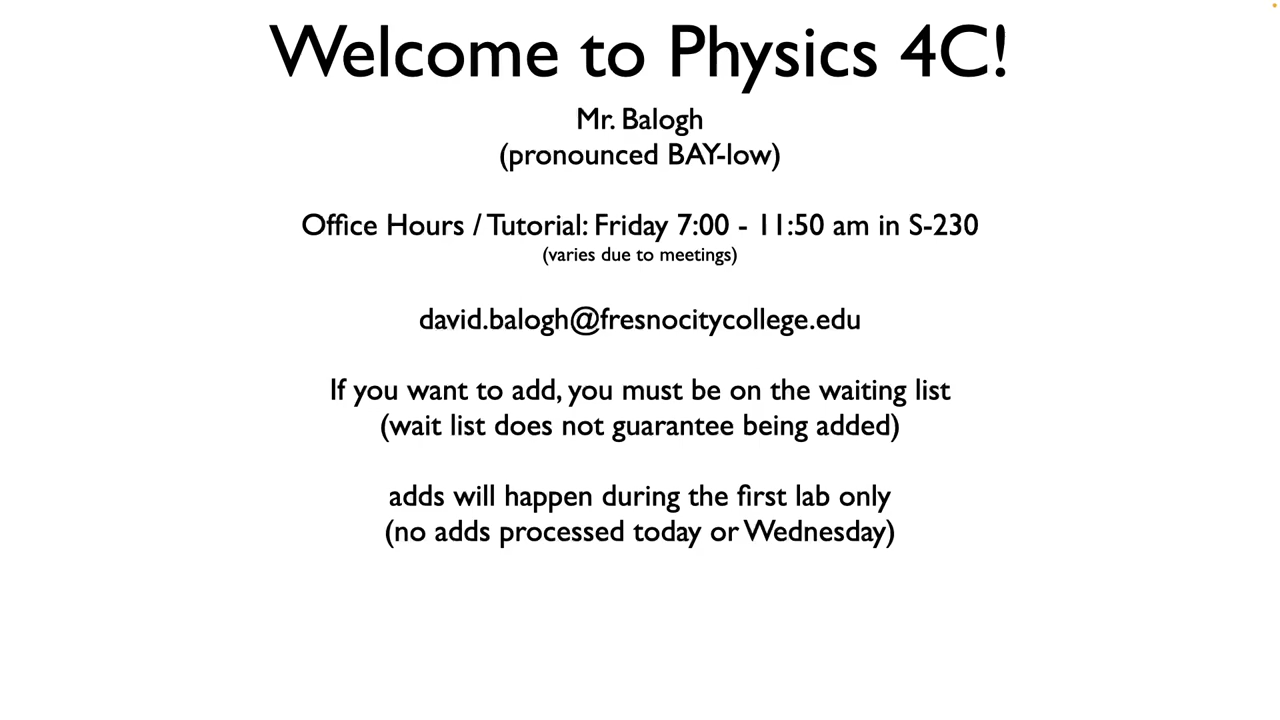 Welcome to Physics 4C!
Mr. Balogh
(pronounced BAY-low)
Office Hours / Tutorial: Friday 7:00 - 11:50 am in S-230
(varies due to meetings)
david.balogh@fresnocitycollege.edu
If you want to add, you must be on the waiting list
(wait list does not guarantee being added)
adds will happen during the first lab only
(no adds processed today or Wednesday)